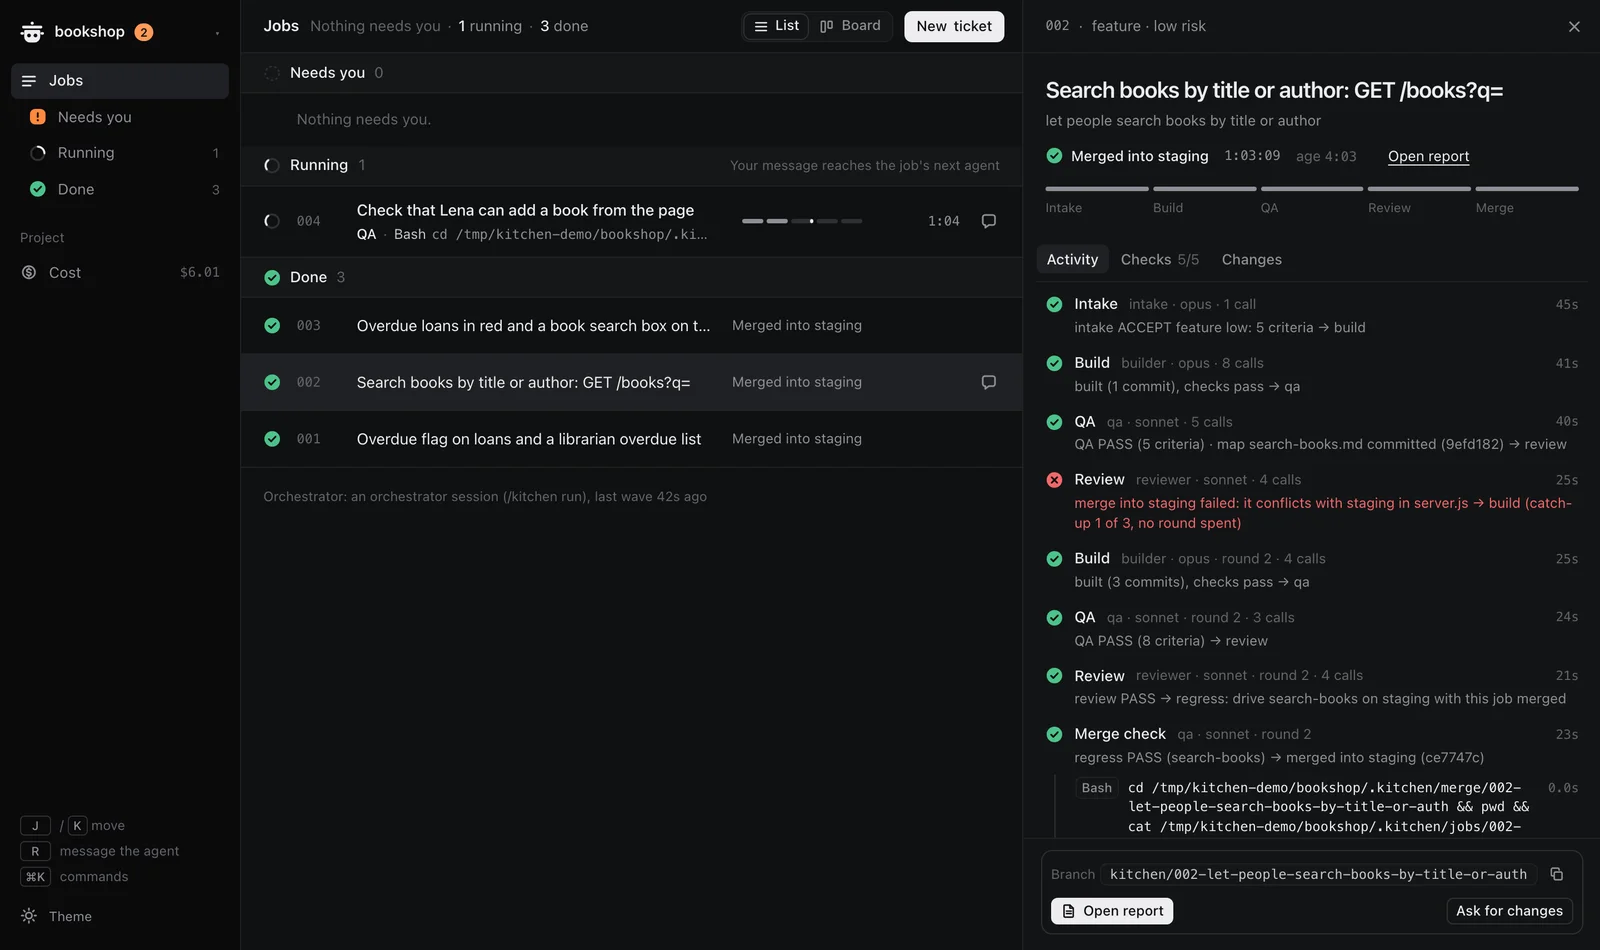 bookshop 2
Jobs
Needs you
Running 1
Done 3
Project
Cost $6.01
J / K move
R message the agent
⌘K commands
Theme
Jobs Nothing needs you · 1 running · 3 done
List Board New ticket
Needs you 0
Nothing needs you.
Running 1 Your message reaches the job's next agent
004 Check that Lena can add a book from the page 1:04
QA · Bash cd /tmp/kitchen-demo/bookshop/.ki...
Done 3
003 Overdue loans in red and a book search box on t... Merged into staging
002 Search books by title or author: GET /books?q= Merged into staging
001 Overdue flag on loans and a librarian overdue list Merged into staging
Orchestrator: an orchestrator session (/kitchen run), last wave 42s ago
002 · feature · low risk
Search books by title or author: GET /books?q=
let people search books by title or author
Merged into staging 1:03:09 age 4:03 Open report
Intake Build QA Review Merge
Activity Checks 5/5 Changes
Intake intake · opus · 1 call 45s
intake ACCEPT feature low: 5 criteria → build
Build builder · opus · 8 calls 41s
built (1 commit), checks pass → qa
QA qa · sonnet · 5 calls 40s
QA PASS (5 criteria) · map search-books.md committed (9efd182) → review
Review reviewer · sonnet · 4 calls 25s
merge into staging failed: it conflicts with staging in server.js → build (catch-
up 1 of 3, no round spent)
Build builder · opus · round 2 · 4 calls 25s
built (3 commits), checks pass → qa
QA qa · sonnet · round 2 · 3 calls 24s
QA PASS (8 criteria) → review
Review reviewer · sonnet · round 2 · 4 calls 21s
review PASS → regress: drive search-books on staging with this job merged
Merge check qa · sonnet · round 2 23s
regress PASS (search-books) → merged into staging (ce7747c)
Bash cd /tmp/kitchen-demo/bookshop/.kitchen/merge/002- 0.0s
let-people-search-books-by-title-or-auth && pwd &&
cat /tmp/kitchen-demo/bookshop/.kitchen/jobs/002-
Branch kitchen/002-let-people-search-books-by-title-or-auth
Open report Ask for changes